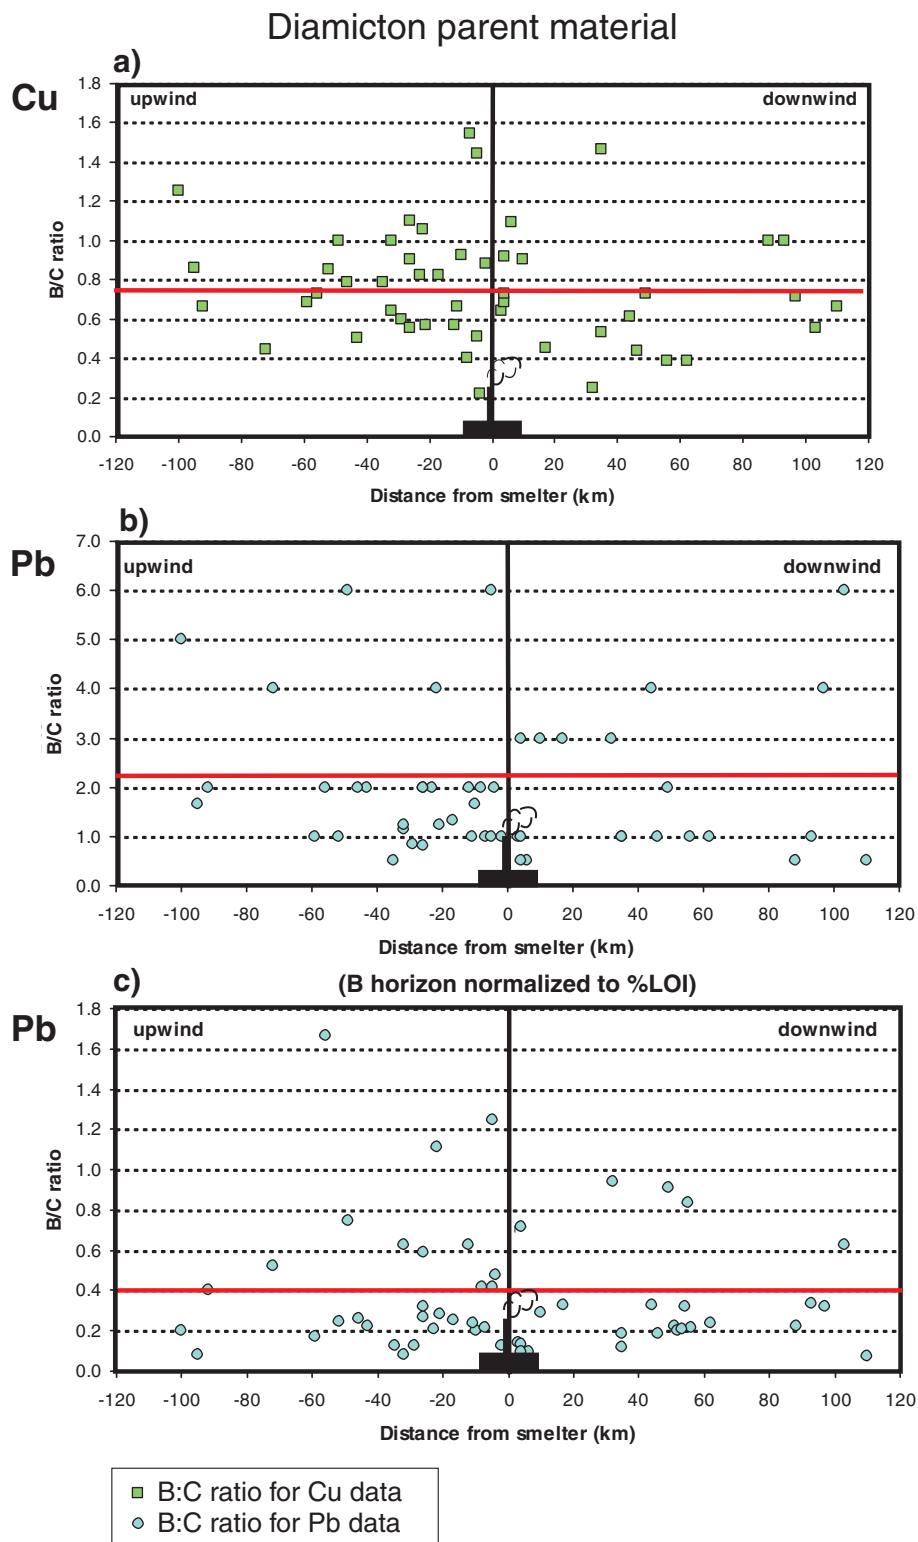 Diamicton parent material
a)
Cu
upwind
downwind
1.8
1.6
1.4
1.2
1.0
0.8
0.6
0.4
0.2
0.0
B/C ratio
-120 -100 -80 -60 -40 -20 0 20 40 60 80 100 120
Distance from smelter (km)
b)
Pb
upwind
downwind
7.0
6.0
5.0
4.0
3.0
2.0
1.0
0.0
B/C ratio
-120 -100 -80 -60 -40 -20 0 20 40 60 80 100 120
Distance from smelter (km)
c)
(B horizon normalized to %LOI)
Pb
upwind
downwind
1.8
1.6
1.4
1.2
1.0
0.8
0.6
0.4
0.2
0.0
B/C ratio
-120 -100 -80 -60 -40 -20 0 20 40 60 80 100 120
Distance from smelter (km)
B:C ratio for Cu data
B:C ratio for Pb data